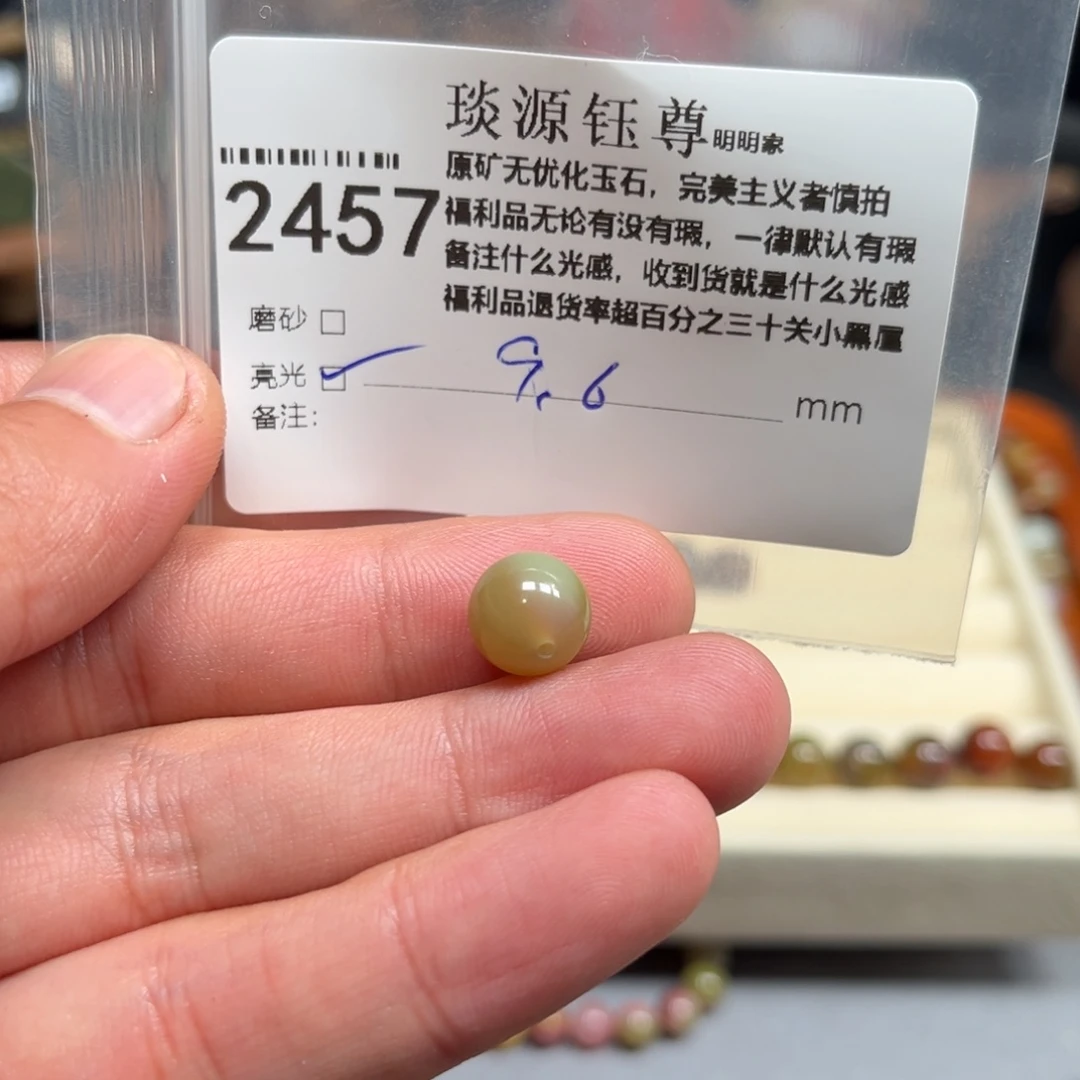 琰源钰尊明明家
原矿无优化玉石，完美主义者慎拍
2457
福利品无论有没有瑕，一律默认有瑕
备注什么光感，收到货就是什么光感
福利品退货率超百分之三十关小黑屋
磨砂□
亮光☑ 9.6 mm
备注：